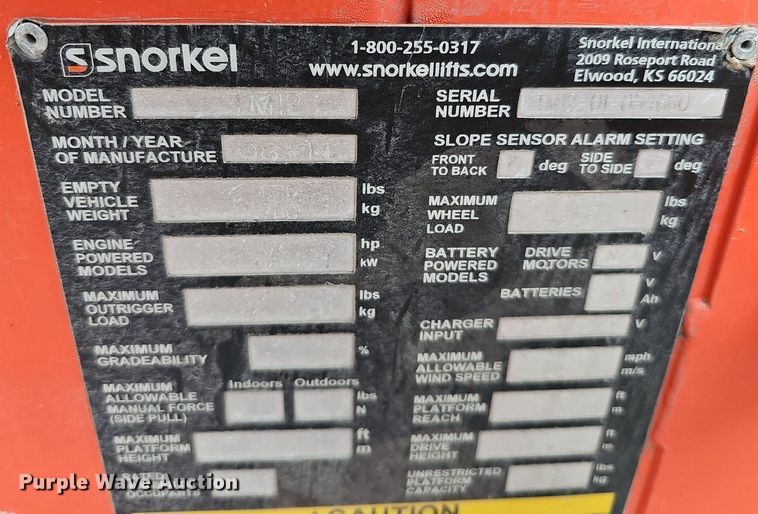 snorkel
1-800-255-0317
www.snorkellifts.com
Snorkel International
2009 Roseport Road
Elwood, KS 66024
MODEL
NUMBER
TM12
SERIAL
NUMBER
MONTH / YEAR
OF MANUFACTURE
08 14
SLOPE SENSOR ALARM SETTING
FRONT
TO BACK
deg
SIDE
TO SIDE
deg
EMPTY
VEHICLE
WEIGHT
lbs
kg
MAXIMUM
WHEEL
LOAD
lbs
kg
ENGINE
POWERED
MODELS
hp
kW
BATTERY
POWERED
MODELS
DRIVE
MOTORS
V
BATTERIES
V
Ah
MAXIMUM
OUTRIGGER
LOAD
lbs
kg
CHARGER
INPUT
V
MAXIMUM
GRADEABILITY
%
MAXIMUM
ALLOWABLE
WIND SPEED
mph
m/s
MAXIMUM
ALLOWABLE
MANUAL FORCE
(SIDE PULL)
Indoors
Outdoors
lbs
N
MAXIMUM
PLATFORM
REACH
ft
m
MAXIMUM
PLATFORM
HEIGHT
ft
m
MAXIMUM
DRIVE
HEIGHT
ft
m
RATED
OCCUPANTS
UNRESTRICTED
PLATFORM
CAPACITY
lbs
kg
CAUTION
Purple Wave Auction